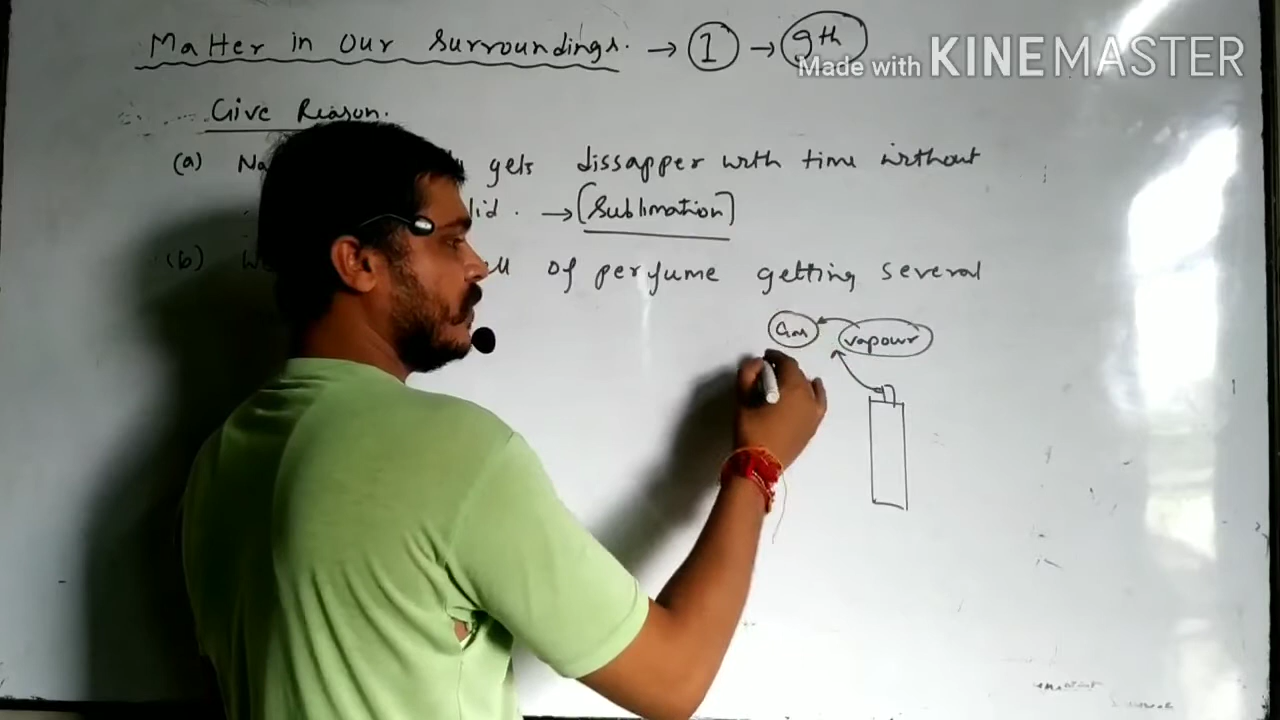 Matter in Our Surroundings. → 1 → 9th
Made with KINEMASTER
Give Reason.
(a) Na gets dissapper with time without
lid. → [Sublimation]
(b) of perfume getting several
Gas vapour